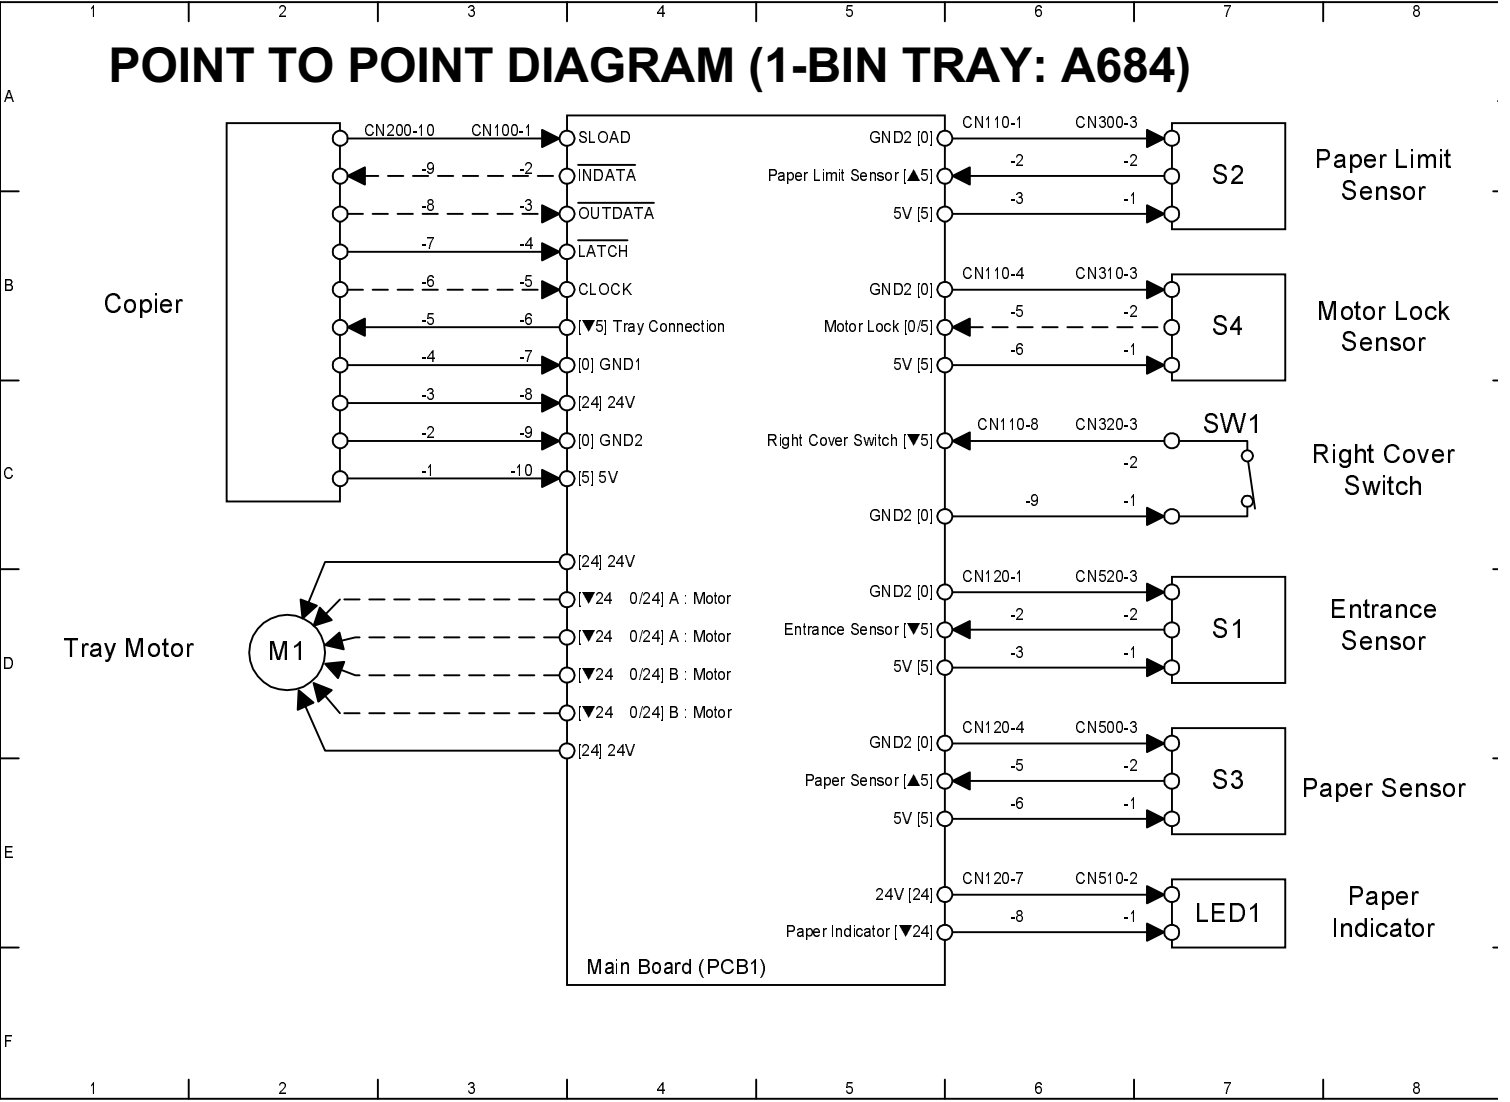 1 2 3 4 5 6 7 8
POINT TO POINT DIAGRAM (1-BIN TRAY: A684)
A
B
C
D
E
F
Copier
CN200-10 CN100-1 SLOAD
-9 -2 INDATA
-8 -3 OUTDATA
-7 -4 LATCH
-6 -5 CLOCK
-5 -6 [▼5] Tray Connection
-4 -7 [0] GND1
-3 -8 [24] 24V
-2 -9 [0] GND2
-1 -10 [5] 5V
Tray Motor
M1
[24] 24V
[▼24 0/24] A : Motor
[▼24 0/24] A : Motor
[▼24 0/24] B : Motor
[▼24 0/24] B : Motor
[24] 24V
GND2 [0] CN110-1 CN300-3
Paper Limit Sensor [▲5] -2 -2
5V [5] -3 -1
S2
Paper Limit
Sensor
GND2 [0] CN110-4 CN310-3
Motor Lock [0/5] -5 -2
5V [5] -6 -1
S4
Motor Lock
Sensor
Right Cover Switch [▼5] CN110-8 CN320-3
-2
GND2 [0] -9 -1
SW1
Right Cover
Switch
GND2 [0] CN120-1 CN520-3
Entrance Sensor [▼5] -2 -2
5V [5] -3 -1
S1
Entrance
Sensor
GND2 [0] CN120-4 CN500-3
Paper Sensor [▲5] -5 -2
5V [5] -6 -1
S3
Paper Sensor
24V [24] CN120-7 CN510-2
Paper Indicator [▼24] -8 -1
LED1
Paper
Indicator
Main Board (PCB1)
1 2 3 4 5 6 7 8